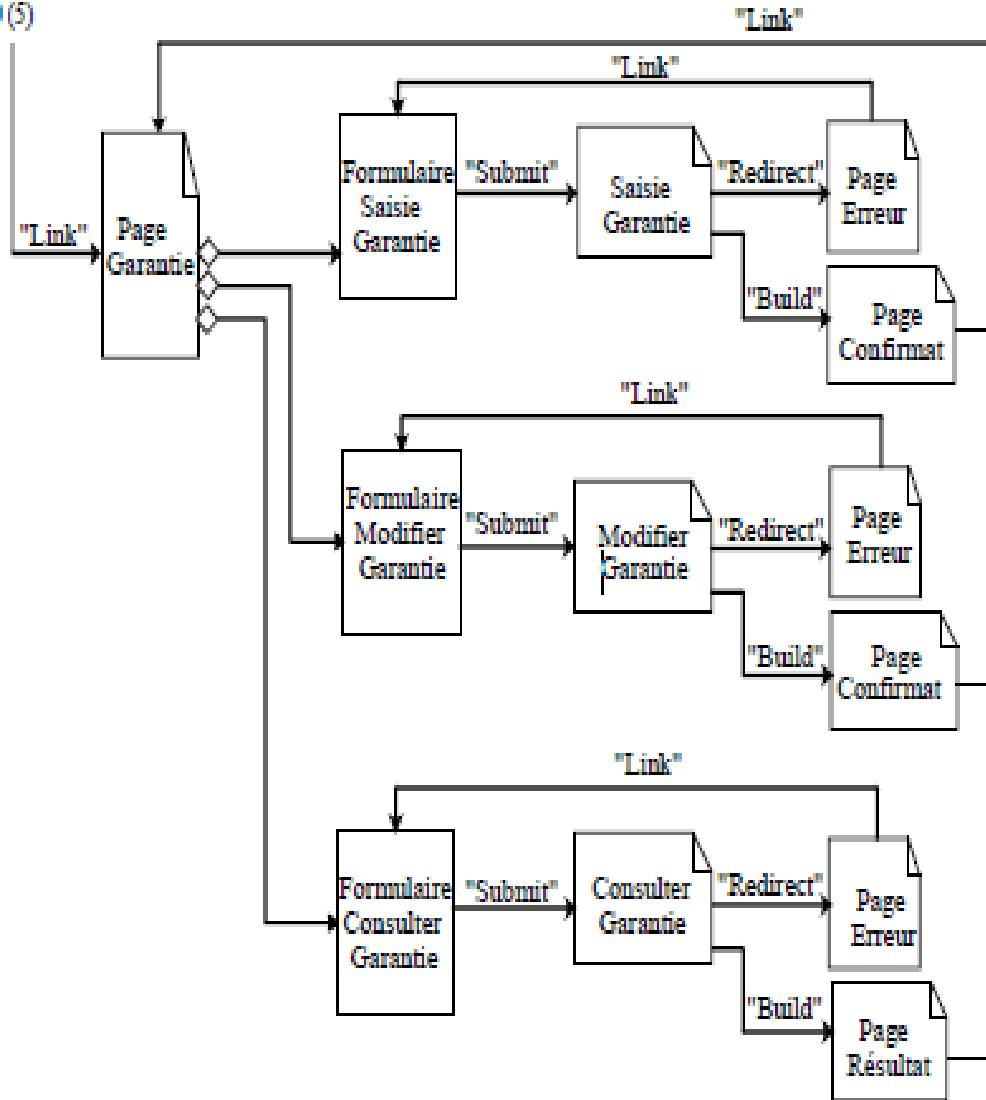 (5)
"Link"
"Link"
Formulaire
Saisie
Garantie
"Submit"
Saisie
Garantie
"Redirect"
Page
Erreur
"Link"
Page
Garantie
"Build"
Page
Confirmat
"Link"
Formulaire
Modifier
Garantie
"Submit"
Modifier
Garantie
"Redirect"
Page
Erreur
"Build"
Page
Confirmat
"Link"
Formulaire
Consulter
Garantie
"Submit"
Consulter
Garantie
"Redirect"
Page
Erreur
"Build"
Page
Résultat